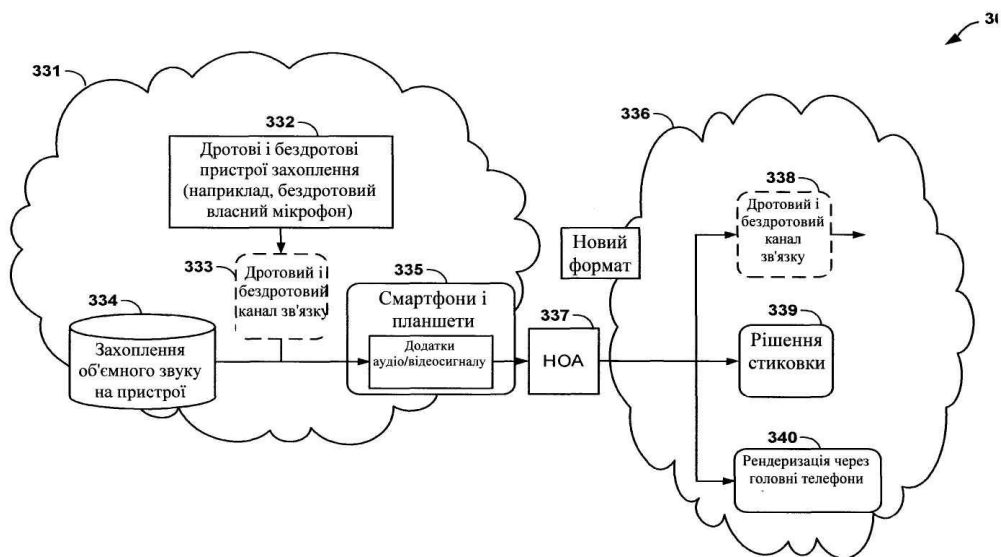 331
332
Дротові і бездротові
пристрої захоплення
(наприклад, бездротовий
власний мікрофон)
333
Дротовий і
бездротовий
канал зв'язку
334
Захоплення
об'ємного звуку
на пристрої
335
Смартфони і
планшети
Додатки
аудіо/відеосигналу
337
НОА
Новий
формат
336
338
Дротовий і
бездротовий
канал
зв'язку
339
Рішення
стиковки
340
Рендеризація через
головні телефони